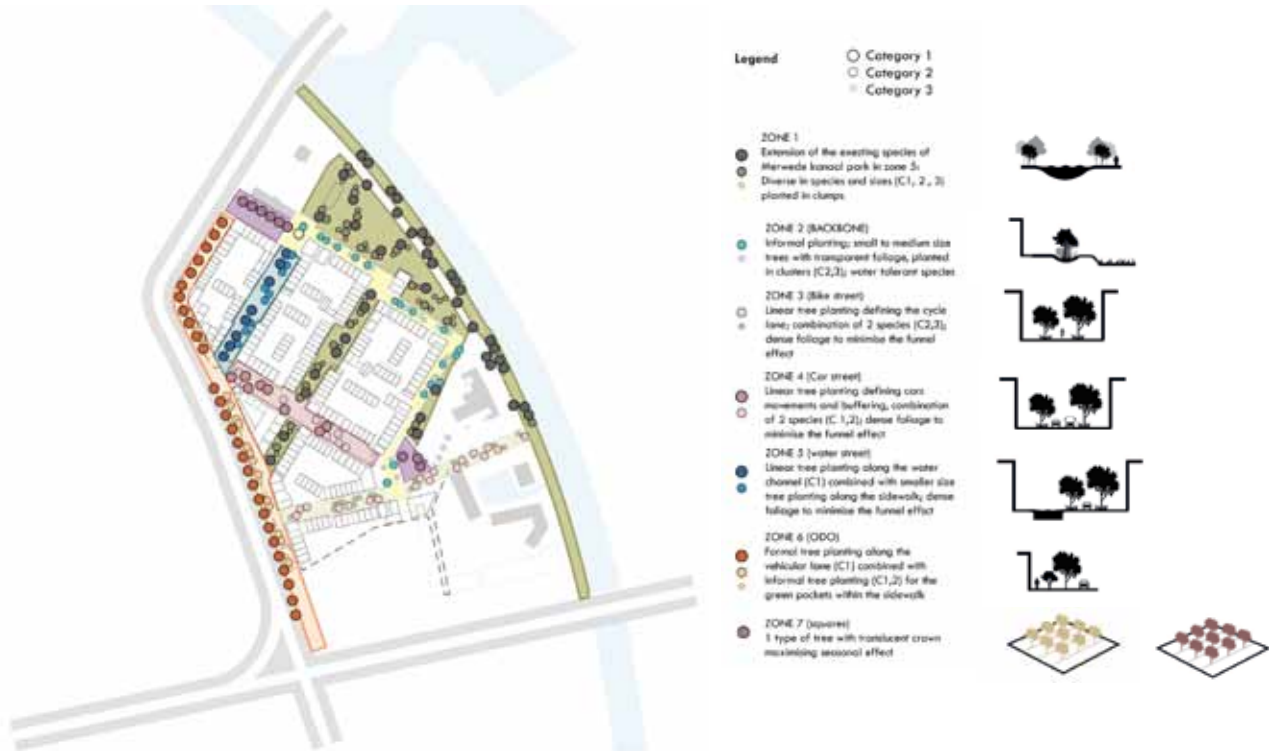 Legend
Category 1
Category 2
Category 3
ZONE 1
Extension of the exesting species of
Merwede kanaal park in zone 5:
Diverse in species and sizes (C1, 2 , 3)
planted in clumps
ZONE 2 (BACKBONE)
Informal planting; small to medium size
trees with transparent foliage, planted
in clusters (C2,3); water tolerant species
ZONE 3 (Bike street)
Linear tree planting defining the cycle
lane; combination of 2 species (C2,3);
dense foliage to minimise the funnel
effect
ZONE 4 (Car street)
Linear tree planting defining cars
movements and buffering, combination
of 2 species (C 1,2); dense foliage to
minimise the funnel effect
ZONE 5 (water street)
Linear tree planting along the water
channel (C1) combined with smaller size
tree planting along the sidewalk; dense
foliage to minimise the funnel effect
ZONE 6 (ODO)
Formal tree planting along the
vehicular lane (C1) combined with
informal tree planting (C1,2) for the
green pockets within the sidewalk
ZONE 7 (squares)
1 type of tree with translucent crown
maximising seasonal effect